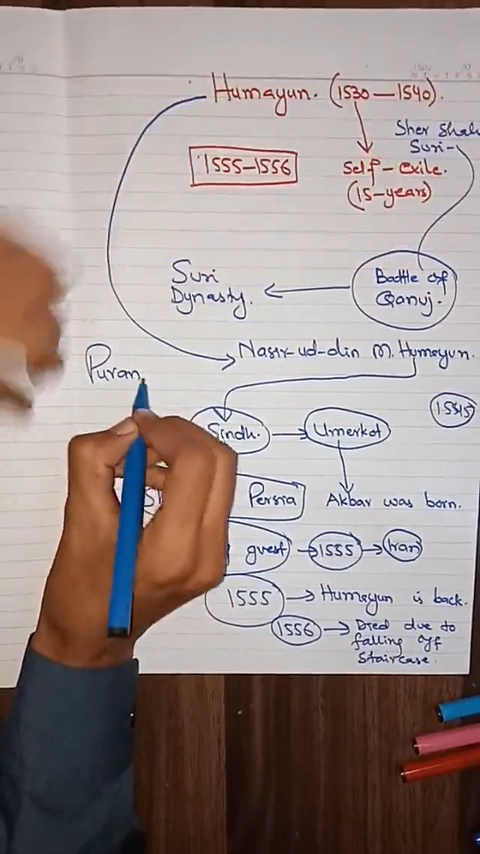 Humayun. (1530 — 1540).
Sher Shah
Suri-
1555-1556
Self-exile.
(15-years)
Battle of
Qanuj.
Suri
Dynasty.
Nasir-ud-din M. Humayun.
Puran
1545
Sindh.
Umerkot
Persia
Akbar was born.
guest
1555
Iran
1555
Humayun is back.
1556
Died due to
falling off
staircase.